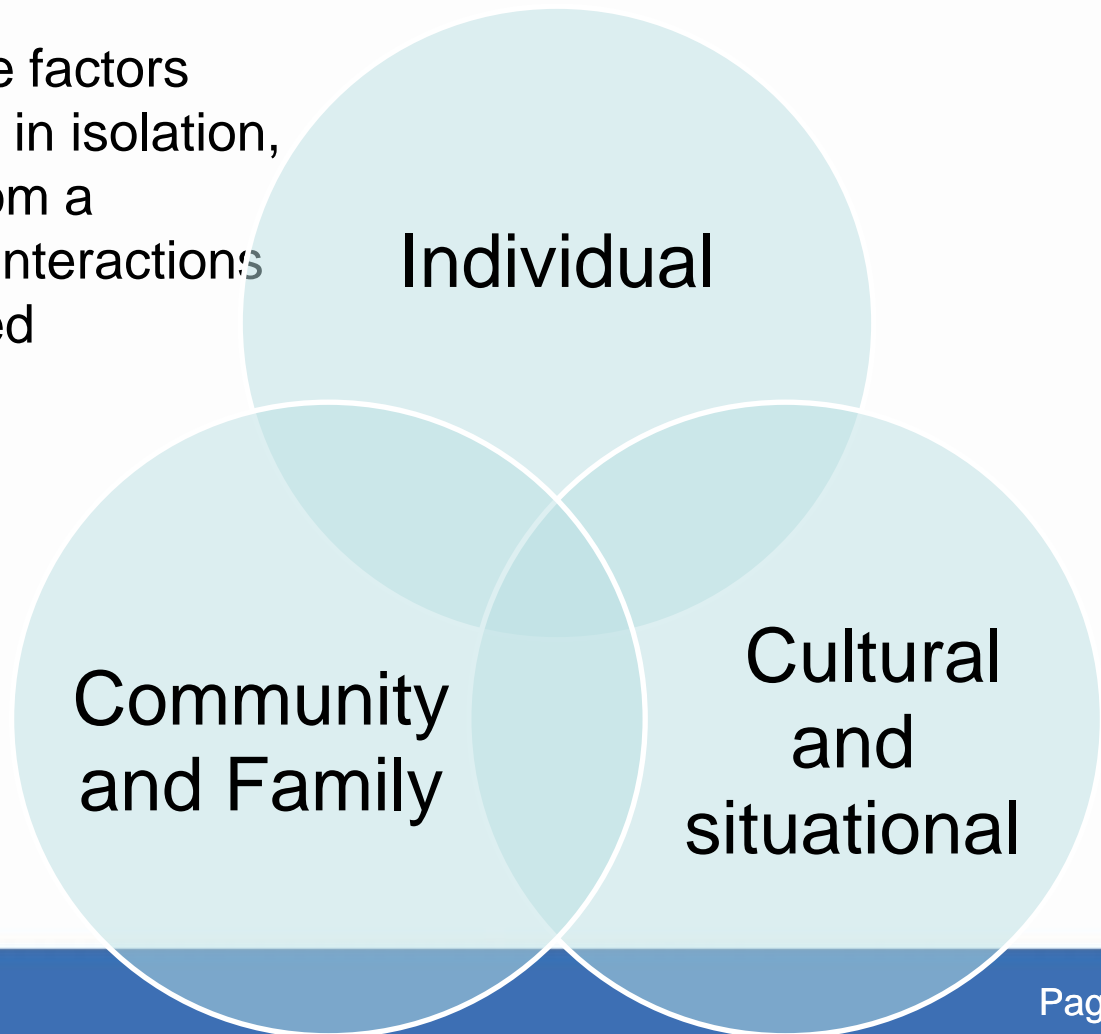 e factors
in isolation,
om a
nteractions
ed
Individual
Community
and Family
Cultural
and
situational
Pag